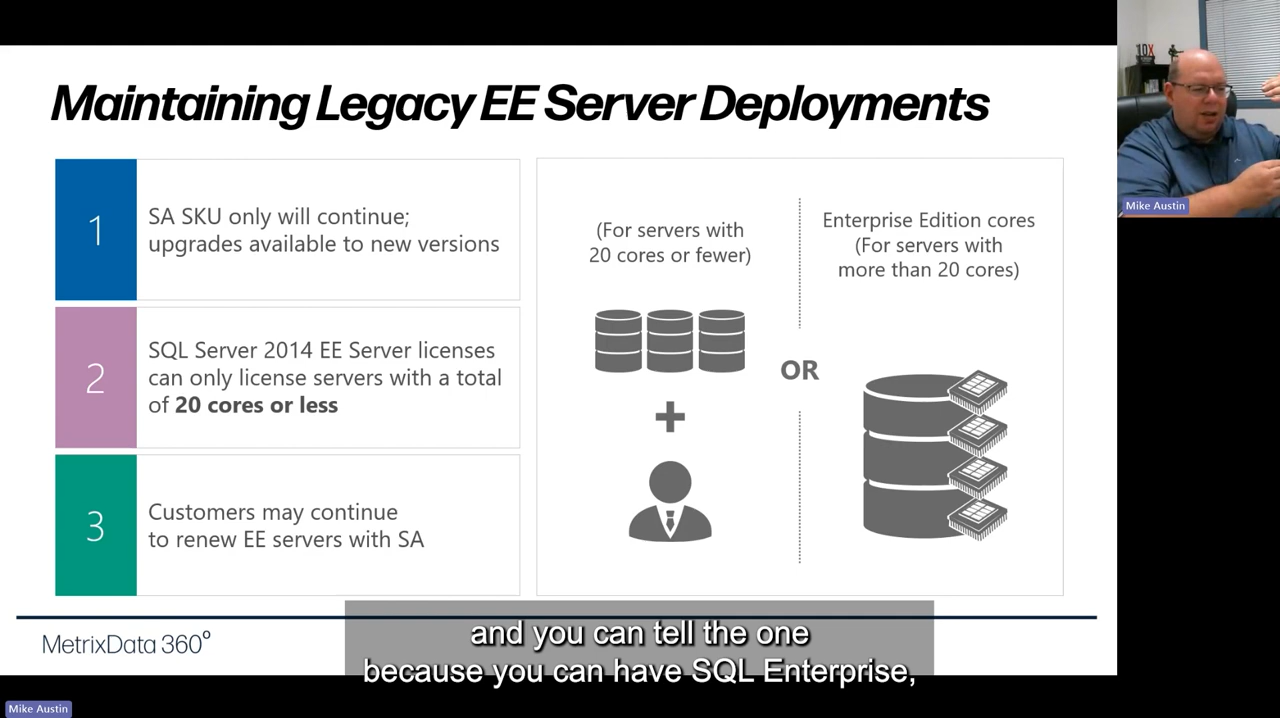 Maintaining Legacy EE Server Deployments
1
SA SKU only will continue;
upgrades available to new versions
2
SQL Server 2014 EE Server licenses
can only license servers with a total
of 20 cores or less
3
Customers may continue
to renew EE servers with SA
(For servers with
20 cores or fewer)
OR
Enterprise Edition cores
(For servers with
more than 20 cores)
MetrixData 360°
and you can tell the one
because you can have SQL Enterprise,
10X
Mike Austin
Mike Austin